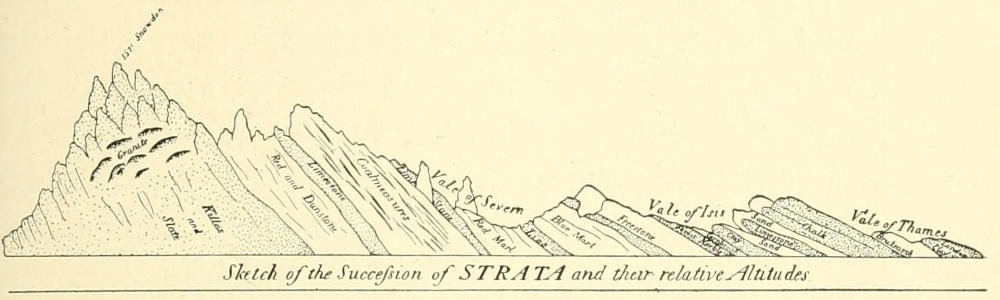 1st Snowdon
Granite
Killas
and
Slate
Red and
Dunstone
Limestone
Coalmeasures
Lime
Stone
Vale of Severn
Red Marl
Lias
Blue Marl
Freestone
Vale of Isis
Clay
Sand
Limestone
Sand
Chalk
Vale of Thames
Brickearth
London
Clay
Sketch of the Succeſsion of STRATA and their relative Altitudes.